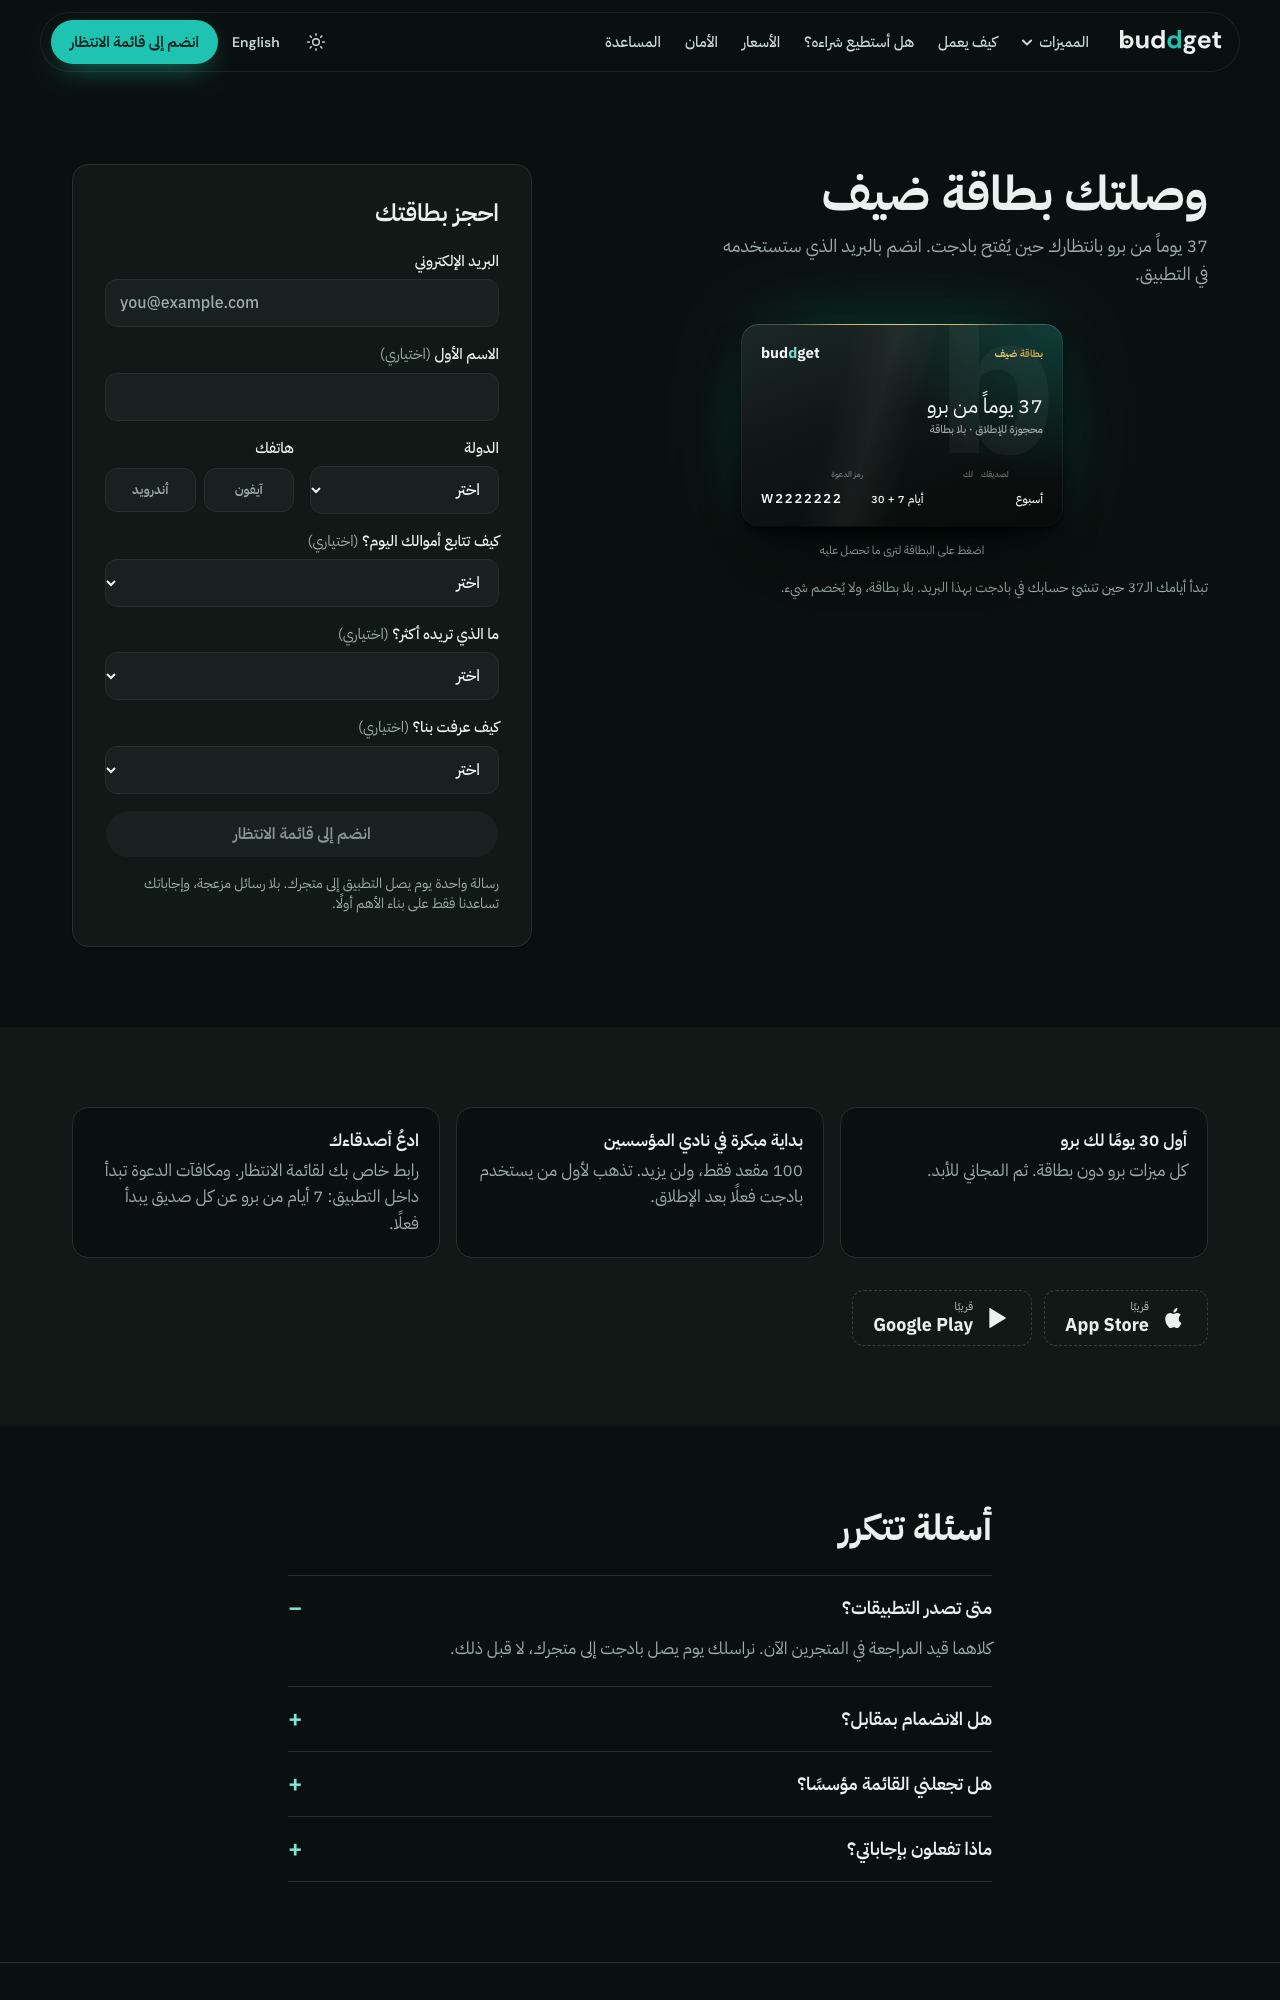 buddget
المميزات
كيف يعمل
هل أستطيع شراءه؟
الأسعار
الأمان
المساعدة
English
انضم إلى قائمة الانتظار
وصلتك بطاقة ضيف
37 يوماً من برو بانتظارك حين يُفتح بادجت. انضم بالبريد الذي ستستخدمه
في التطبيق.
بطاقة ضيف
buddget
b
37 يوماً من برو
محجوزة للإطلاق · بلا بطاقة
لصديقك
لك
رمز الدعوة
أسبوع
30 + 7 أيام
W2222222
اضغط على البطاقة لترى ما تحصل عليه
تبدأ أيامك الـ37 حين تنشئ حسابك في بادجت بهذا البريد. بلا بطاقة، ولا يُخصم شيء.
احجز بطاقتك
البريد الإلكتروني
you@example.com
الاسم الأول (اختياري)
الدولة
هاتفك
اختر
آيفون
أندرويد
كيف تتابع أموالك اليوم؟ (اختياري)
اختر
ما الذي تريده أكثر؟ (اختياري)
اختر
كيف عرفت بنا؟ (اختياري)
اختر
انضم إلى قائمة الانتظار
رسالة واحدة يوم يصل التطبيق إلى متجرك. بلا رسائل مزعجة، وإجاباتك
تساعدنا فقط على بناء الأهم أولًا.
أول 30 يومًا لك برو
كل ميزات برو دون بطاقة. ثم المجاني للأبد.
بداية مبكرة في نادي المؤسسين
100 مقعد فقط، ولن يزيد. تذهب لأول من يستخدم
بادجت فعلًا بعد الإطلاق.
ادعُ أصدقاءك
رابط خاص بك لقائمة الانتظار. ومكافآت الدعوة تبدأ
داخل التطبيق: 7 أيام من برو عن كل صديق يبدأ
فعلًا.
قريبًا
App Store
قريبًا
Google Play
أسئلة تتكرر
متى تصدر التطبيقات؟
−
كلاهما قيد المراجعة في المتجرين الآن. نراسلك يوم يصل بادجت إلى متجرك، لا قبل ذلك.
هل الانضمام بمقابل؟
+
هل تجعلني القائمة مؤسسًا؟
+
ماذا تفعلون بإجاباتي؟
+